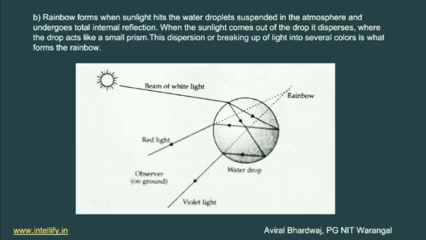 b) Rainbow forms when sunlight hits the water droplets suspended in the atmosphere and
undergoes total internal reflection. When the sunlight comes out of the drop it disperses, where
the drop acts like a small prism.This dispersion or breaking up of light into several colors is what
forms the rainbow.
Beam of white light
Rainbow
Red light
Observer
(on ground)
Water drop
Violet light
www.intellify.in
Aviral Bhardwaj, PG NIT Warangal